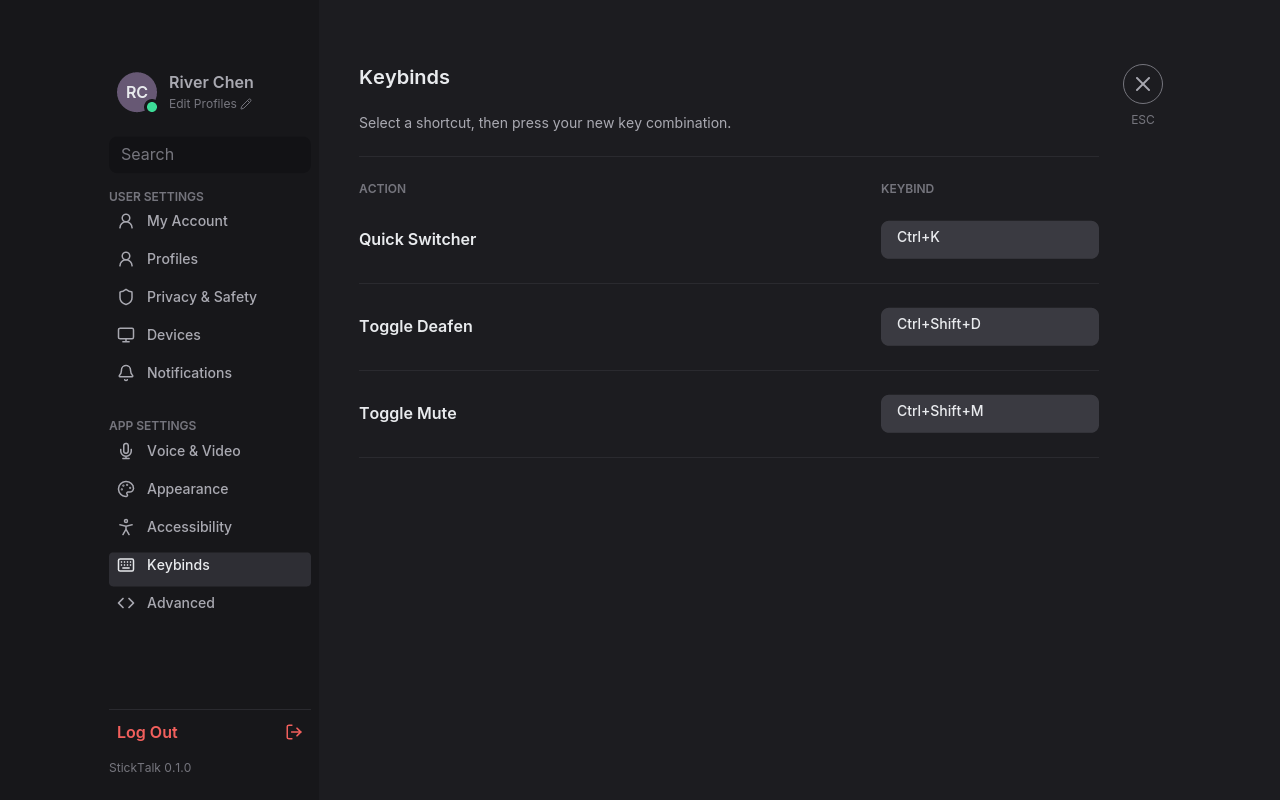 RC
River Chen
Edit Profiles
Search
USER SETTINGS
My Account
Profiles
Privacy & Safety
Devices
Notifications
APP SETTINGS
Voice & Video
Appearance
Accessibility
Keybinds
Advanced
Log Out
StickTalk 0.1.0
Keybinds
Select a shortcut, then press your new key combination.
ACTION KEYBIND
Quick Switcher Ctrl+K
Toggle Deafen Ctrl+Shift+D
Toggle Mute Ctrl+Shift+M
ESC